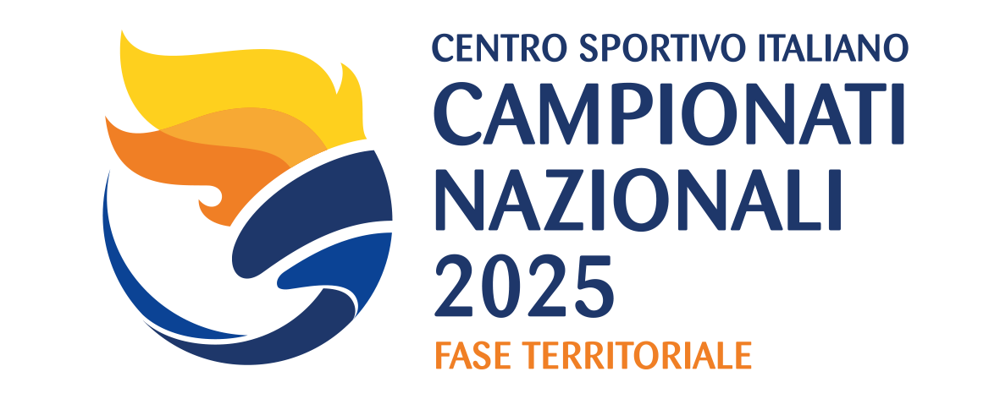 CENTRO SPORTIVO ITALIANO
CAMPIONATI
NAZIONALI
2025
FASE TERRITORIALE